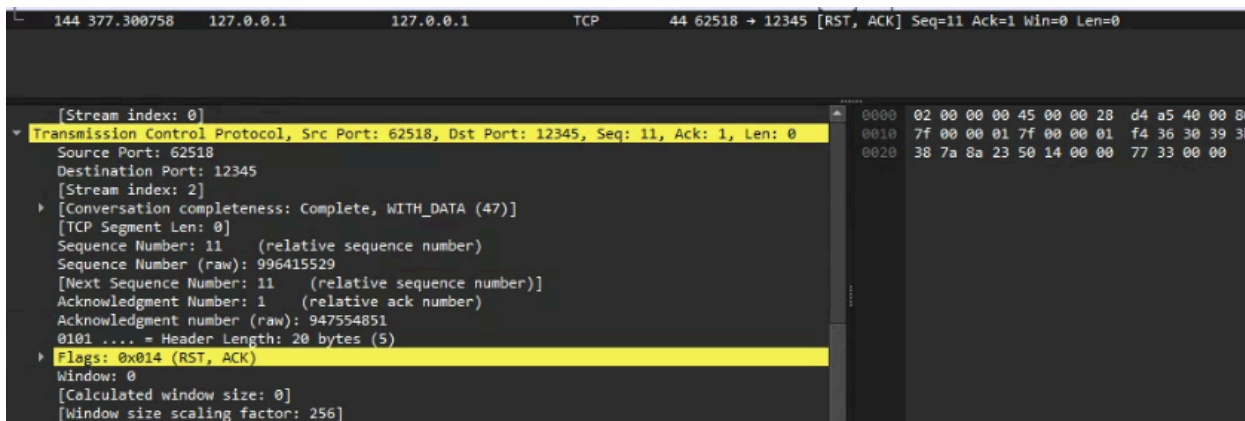 144 377.300758 127.0.0.1 127.0.0.1 TCP 44 62518 → 12345 [RST, ACK] Seq=11 Ack=1 Win=0 Len=0
[Stream index: 0]
Transmission Control Protocol, Src Port: 62518, Dst Port: 12345, Seq: 11, Ack: 1, Len: 0
Source Port: 62518
Destination Port: 12345
[Stream index: 2]
[Conversation completeness: Complete, WITH_DATA (47)]
[TCP Segment Len: 0]
Sequence Number: 11 (relative sequence number)
Sequence Number (raw): 996415529
[Next Sequence Number: 11 (relative sequence number)]
Acknowledgment Number: 1 (relative ack number)
Acknowledgment number (raw): 947554851
0101 .... = Header Length: 20 bytes (5)
Flags: 0x014 (RST, ACK)
Window: 0
[Calculated window size: 0]
[Window size scaling factor: 256]
0000 02 00 00 00 45 00 00 28 d4 a5 40 00
0010 7f 00 00 01 7f 00 00 01 f4 36 30 39
0020 38 7a 8a 23 50 14 00 00 77 33 00 00